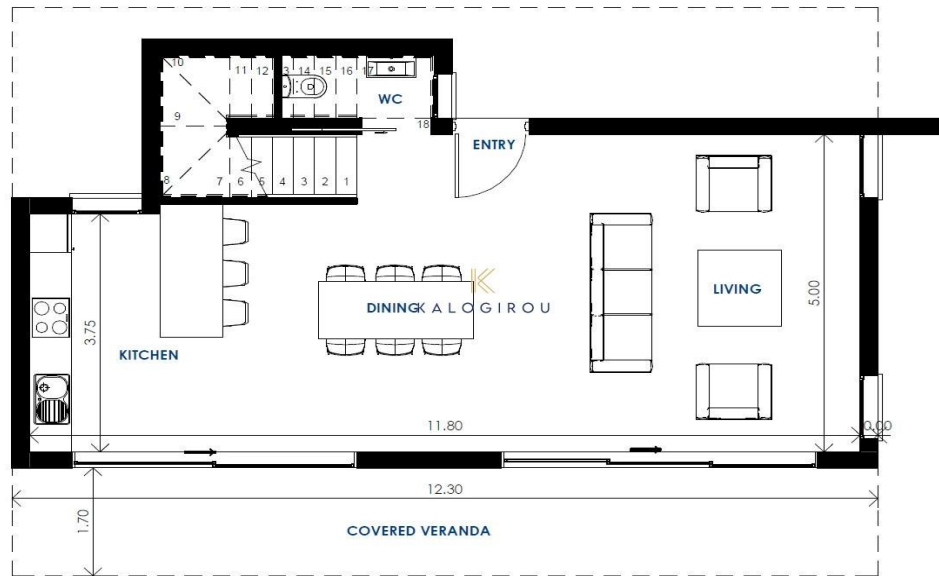 10
11 12 13 14 15 16 17
WC
9
18
ENTRY
8
7 6 5 4 3 2 1
LIVING
5.00
DINING
KALOGIROU
3.75
KITCHEN
11.80
0.00
12.30
1.70
COVERED VERANDA